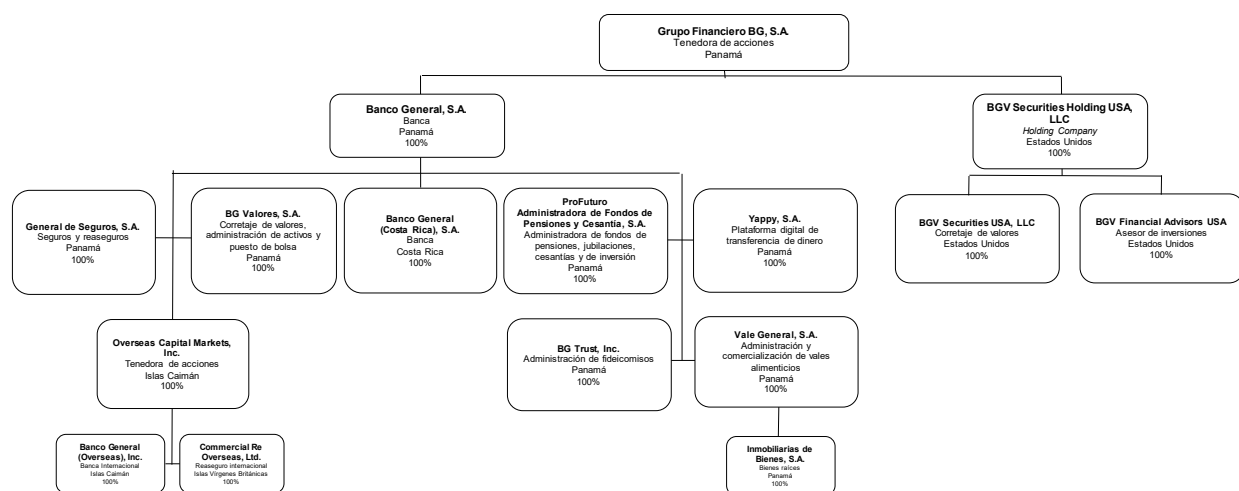 Grupo Financiero BG, S.A.
Tenedora de acciones
Panamá
Banco General, S.A.
Banca
Panamá
100%
BGV Securities Holding USA,
LLC
Holding Company
Estados Unidos
100%
General de Seguros, S.A.
Seguros y reaseguros
Panamá
100%
BG Valores, S.A.
Corretaje de valores,
administración de activos y
puesto de bolsa
Panamá
100%
Banco General
(Costa Rica), S.A.
Banca
Costa Rica
100%
ProFuturo
Administradora de Fondos de
Pensiones y Cesantía, S.A.
Administradora de fondos de
pensiones, jubilaciones,
cesantías y de inversión
Panamá
100%
Yappy, S.A.
Plataforma digital de
transferencia de dinero
Panamá
100%
BGV Securities USA, LLC
Corretaje de valores
Estados Unidos
100%
BGV Financial Advisors USA
Asesor de inversiones
Estados Unidos
100%
Overseas Capital Markets,
Inc.
Tenedora de acciones
Islas Caimán
100%
BG Trust, Inc.
Administración de fideicomisos
Panamá
100%
Vale General, S.A.
Administración y
comercialización de vales
alimenticios
Panamá
100%
Banco General
(Overseas), Inc.
Banca Internacional
Islas Caimán
100%
Commercial Re
Overseas, Ltd.
Reaseguro internacional
Islas Vírgenes Británicas
100%
Inmobiliarias de
Bienes, S.A.
Bienes raíces
Panamá
100%